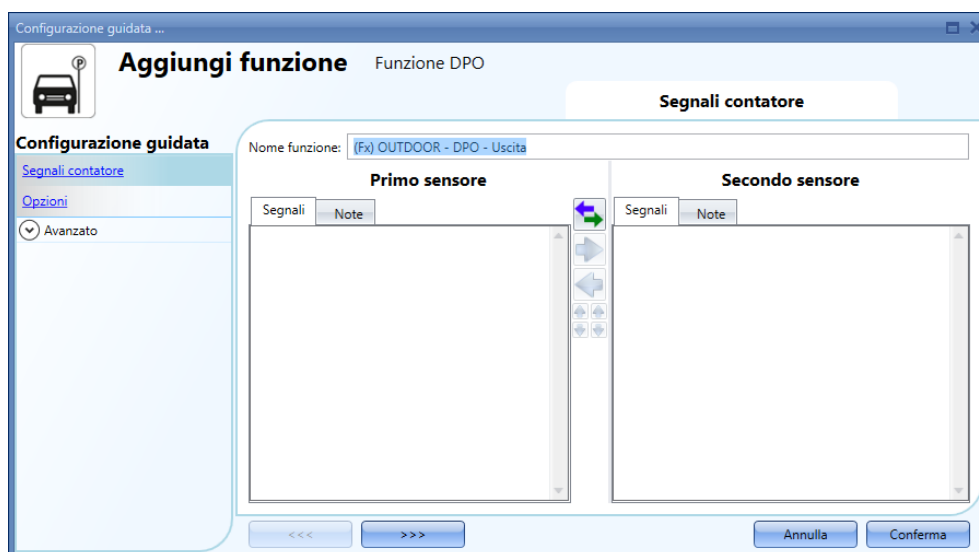 Configurazione guidata ...
P
Aggiungi funzione Funzione DPO
Segnali contatore
Configurazione guidata
Segnali contatore
Opzioni
Avanzato
Nome funzione: (Fx) OUTDOOR - DPO - Uscita
Primo sensore Secondo sensore
Segnali Note Segnali Note
<<< >>> Annulla Conferma